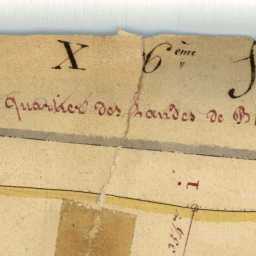 X 6ème
quartier des Landes de
i